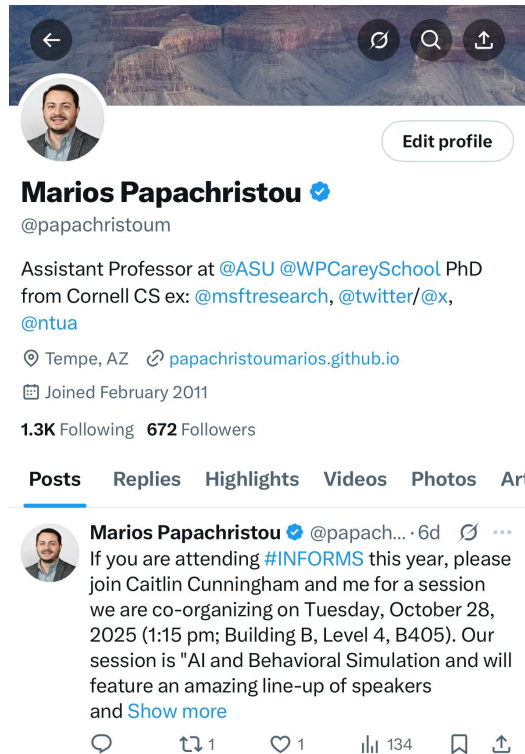 Edit profile
Marios Papachristou
@papachristoum
Assistant Professor at @ASU @WPCareySchool PhD
from Cornell CS ex: @msftresearch, @twitter/@x,
@ntua
Tempe, AZ papachristoumarios.github.io
Joined February 2011
1.3K Following 672 Followers
Posts Replies Highlights Videos Photos Art
Marios Papachristou @papach... · 6d
If you are attending #INFORMS this year, please
join Caitlin Cunningham and me for a session
we are co-organizing on Tuesday, October 28,
2025 (1:15 pm; Building B, Level 4, B405). Our
session is "AI and Behavioral Simulation and will
feature an amazing line-up of speakers
and Show more
1 1 134